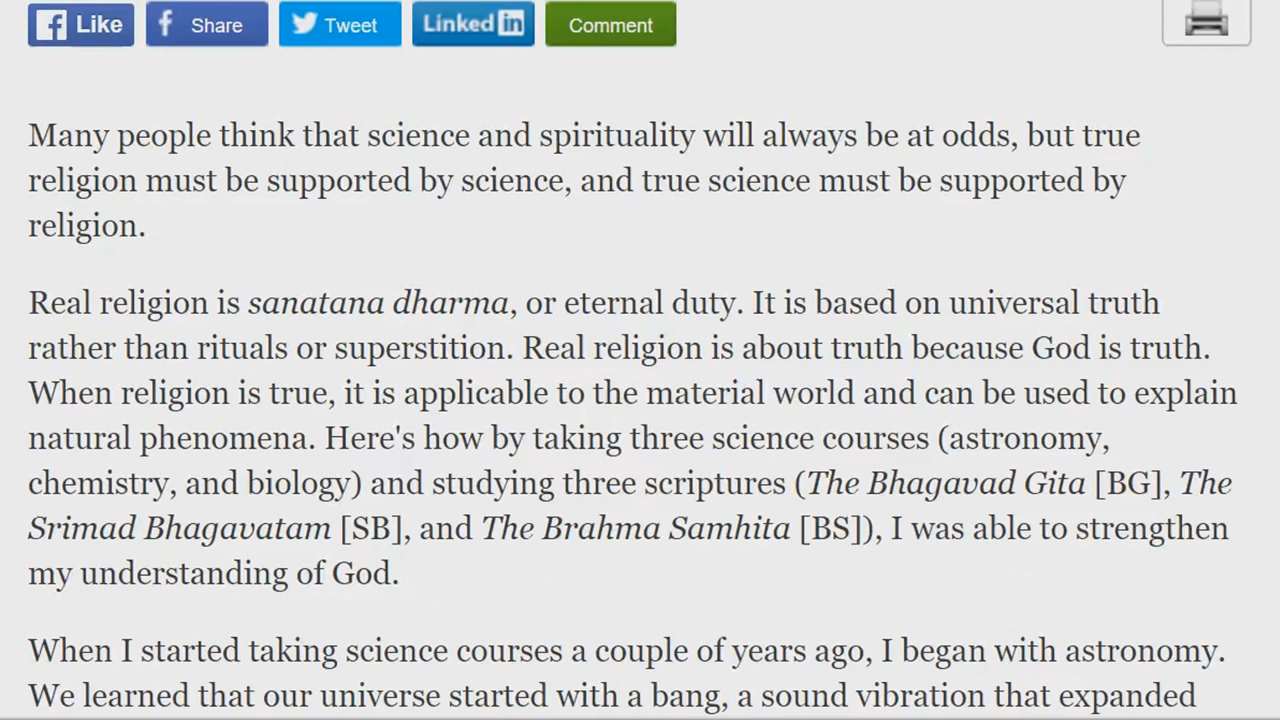 Like Share Tweet Linked in Comment
Many people think that science and spirituality will always be at odds, but true
religion must be supported by science, and true science must be supported by
religion.
Real religion is sanatana dharma, or eternal duty. It is based on universal truth
rather than rituals or superstition. Real religion is about truth because God is truth.
When religion is true, it is applicable to the material world and can be used to explain
natural phenomena. Here's how by taking three science courses (astronomy,
chemistry, and biology) and studying three scriptures (The Bhagavad Gita [BG], The
Srimad Bhagavatam [SB], and The Brahma Samhita [BS]), I was able to strengthen
my understanding of God.
When I started taking science courses a couple of years ago, I began with astronomy.
We learned that our universe started with a bang, a sound vibration that expanded